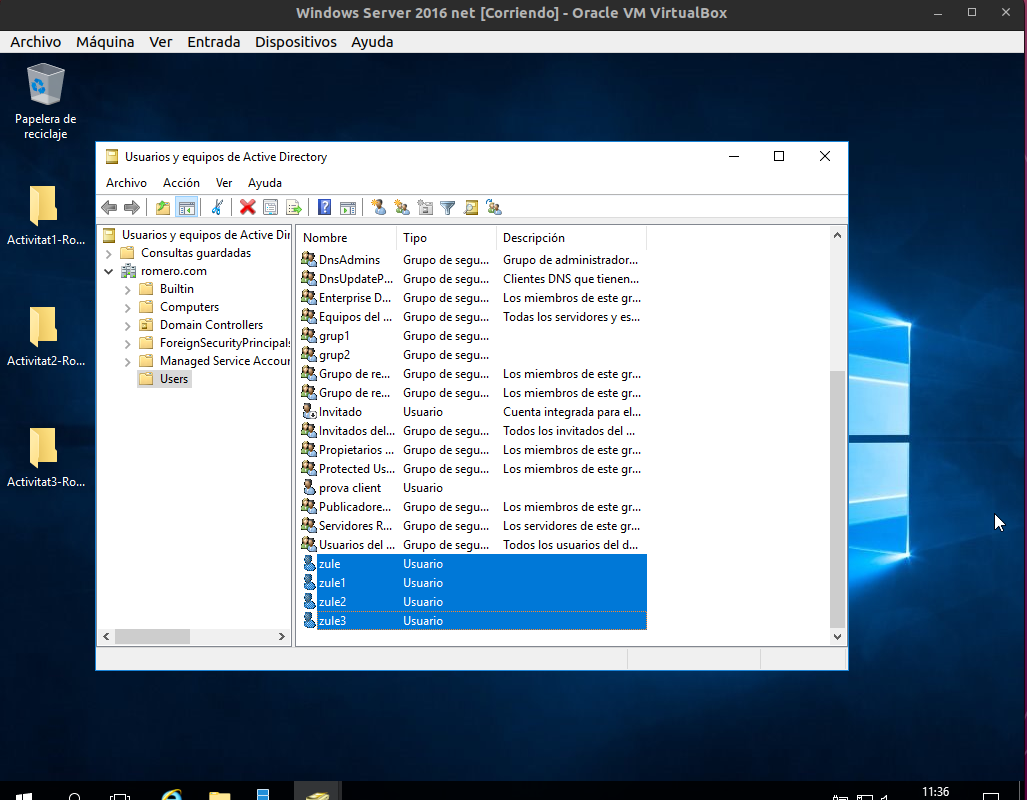 Windows Server 2016 net [Corriendo] - Oracle VM VirtualBox
Archivo Máquina Ver Entrada Dispositivos Ayuda
Papelera de
reciclaje
Activitat1-Ro...
Activitat2-Ro...
Activitat3-Ro...
Usuarios y equipos de Active Directory
Archivo Acción Ver Ayuda
Usuarios y equipos de Active Dir
Consultas guardadas
romero.com
Builtin
Computers
Domain Controllers
ForeignSecurityPrincipals
Managed Service Accoun
Users
Nombre Tipo Descripción
DnsAdmins Grupo de segu... Grupo de administrador...
DnsUpdateP... Grupo de segu... Clientes DNS que tienen...
Enterprise D... Grupo de segu... Los miembros de este gr...
Equipos del ... Grupo de segu... Todas los servidores y es...
grup1 Grupo de segu...
grup2 Grupo de segu...
Grupo de re... Grupo de segu... Los miembros de este gr...
Grupo de re... Grupo de segu... Los miembros de este gr...
Invitado Usuario Cuenta integrada para el...
Invitados del... Grupo de segu... Todos los invitados del ...
Propietarios ... Grupo de segu... Los miembros de este gr...
Protected Us... Grupo de segu... Los miembros de este gr...
prova client Usuario
Publicadore... Grupo de segu... Los miembros de este gr...
Servidores R... Grupo de segu... Los servidores de este gr...
Usuarios del ... Grupo de segu... Todos los usuarios del d...
zule Usuario
zule1 Usuario
zule2 Usuario
zule3 Usuario
11:36